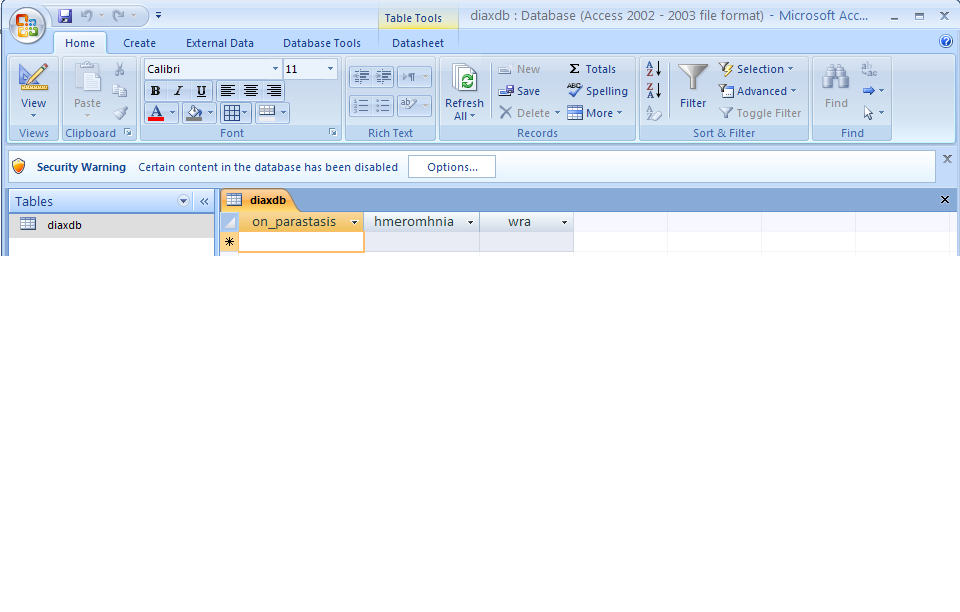 Table Tools
diaxdb : Database (Access 2002 - 2003 file format) - Microsoft Acc...
Home Create External Data Database Tools Datasheet
View
Views
Paste
Clipboard
Calibri 11
B I U
A
Font
Rich Text
Refresh All
New
Save
Delete
Σ Totals
ABC Spelling
More
Records
A Z
Z A
Filter
Selection
Advanced
Toggle Filter
Sort & Filter
Find
ab ac
Find
Security Warning Certain content in the database has been disabled Options...
Tables «
diaxdb
diaxdb
on_parastasis hmeromhnia wra
*